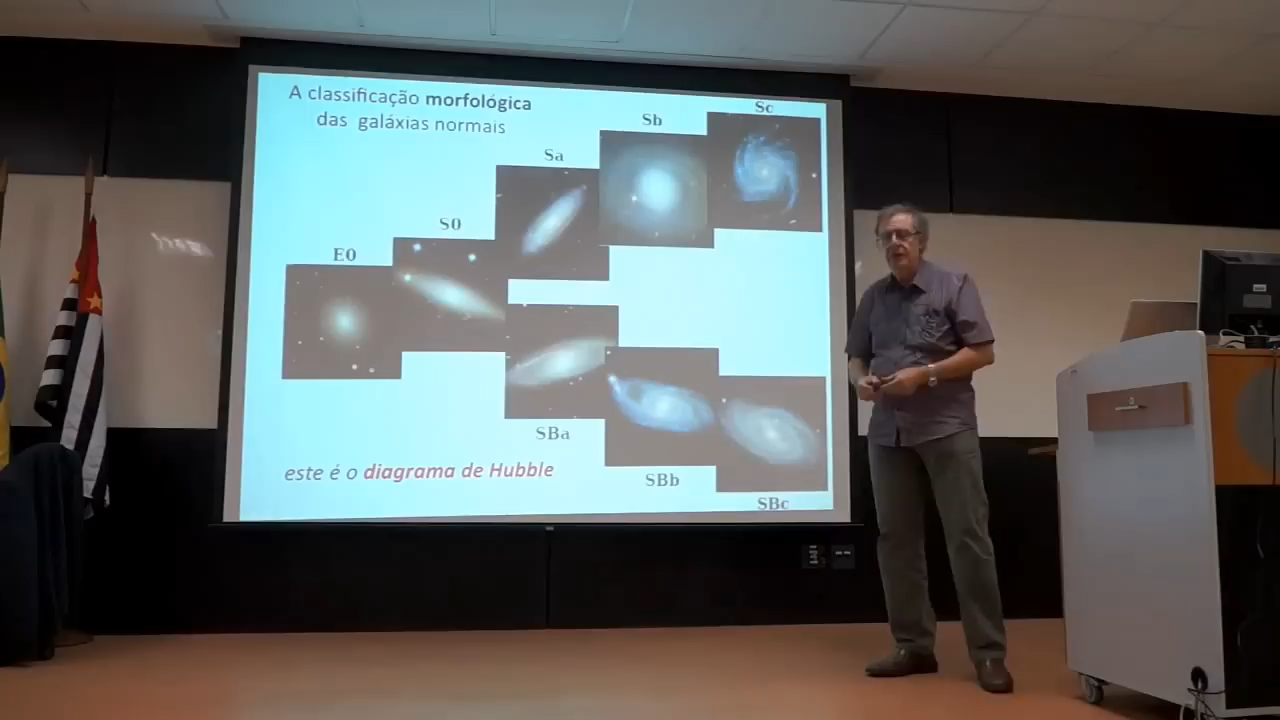 A classificação morfológica
das galáxias normais
Sc
Sb
Sa
S0
E0
SBa
SBb
SBc
este é o diagrama de Hubble